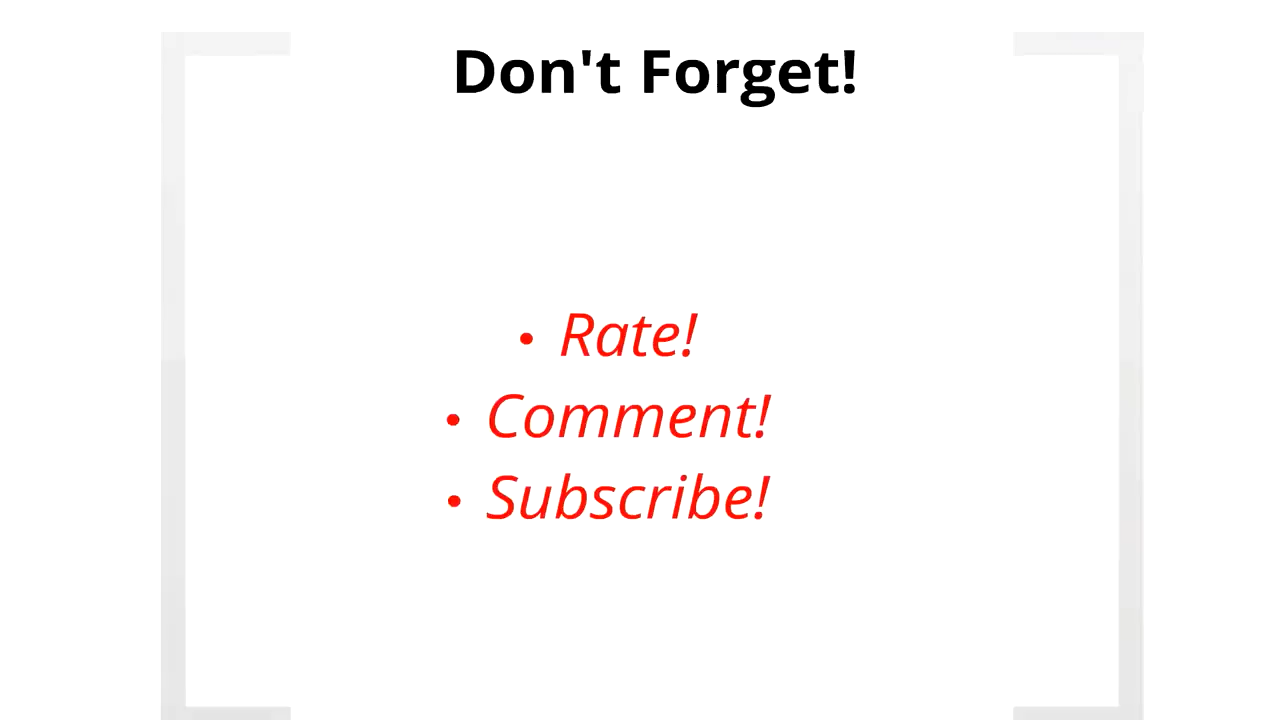 Don't Forget!
• Rate!
• Comment!
• Subscribe!